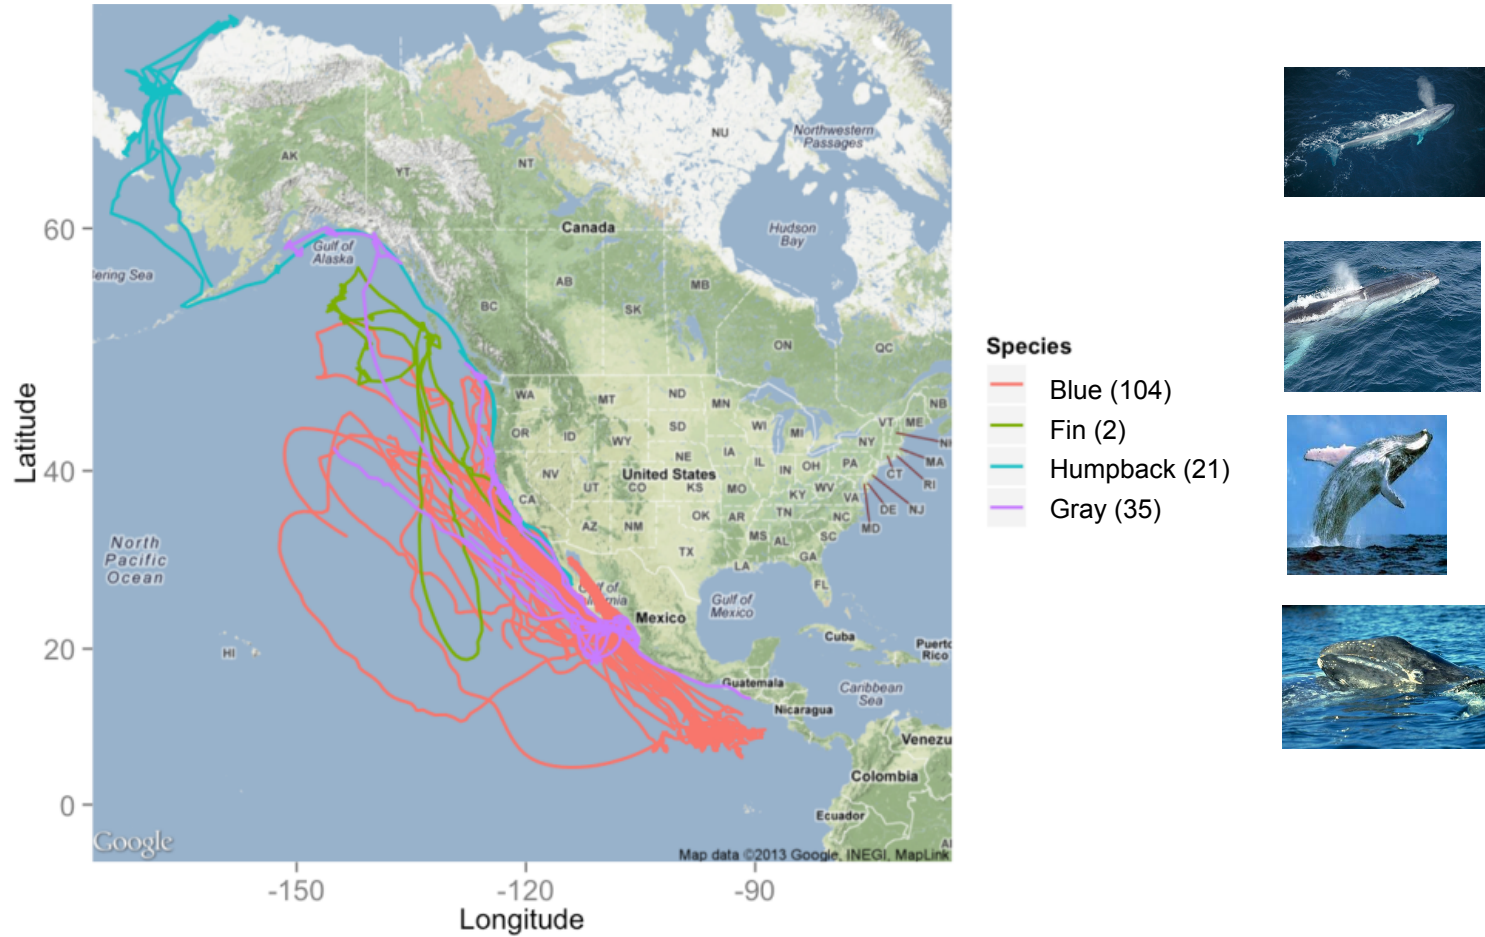 NU
Northwestern
Passages
AK
YT
NT
60
Canada
Hudson
Bay
Gulf of
Alaska
ering Sea
AB
MB
BC
SK
ON
QC
Latitude
WA
MT
ND
MN
NB
OR
ID
SD
WI
MI
VT
ME
WY
NY
NE
IA
MA
40
NV
United States
IL
IN
OH
PA
CT
RI
UT
CO
KS
MO
KY
WV
VA
CA
DE
NJ
OK
AR
TN
NC
MD
AZ
NM
MS
AL
SC
North
Pacific
Ocean
TX
GA
LA
FL
Gulf of
Mexico
Mexico
20
HI
Cuba
Puerto
Rico
Guatemala
Caribbean
Sea
Nicaragua
Venezu
Colombia
0
Ecuador
Google
Map data ©2013 Google, INEGI, MapLink
-150
-120
-90
Longitude
Species
Blue (104)
Fin (2)
Humpback (21)
Gray (35)